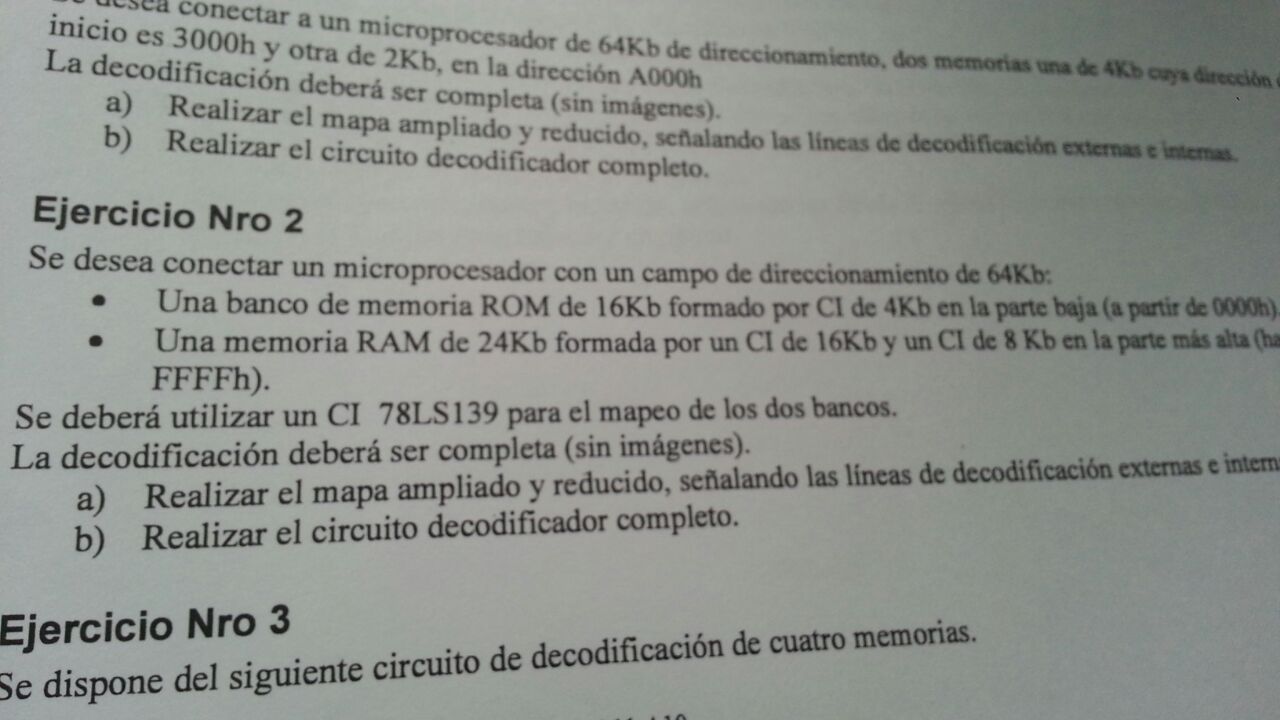 desea conectar a un microprocesador de 64Kb de direccionamiento, dos memorias una de 4Kb cuya dirección
inicio es 3000h y otra de 2Kb, en la dirección A000h
La decodificación deberá ser completa (sin imágenes).
a) Realizar el mapa ampliado y reducido, señalando las líneas de decodificación externas e internas.
b) Realizar el circuito decodificador completo.
Ejercicio Nro 2
Se desea conectar un microprocesador con un campo de direccionamiento de 64Kb:
• Una banco de memoria ROM de 16Kb formado por CI de 4Kb en la parte baja (a partir de 0000h).
• Una memoria RAM de 24Kb formada por un CI de 16Kb y un CI de 8 Kb en la parte más alta (ha
FFFFh).
Se deberá utilizar un CI 78LS139 para el mapeo de los dos bancos.
La decodificación deberá ser completa (sin imágenes).
a) Realizar el mapa ampliado y reducido, señalando las líneas de decodificación externas e intern
b) Realizar el circuito decodificador completo.
Ejercicio Nro 3
Se dispone del siguiente circuito de decodificación de cuatro memorias.